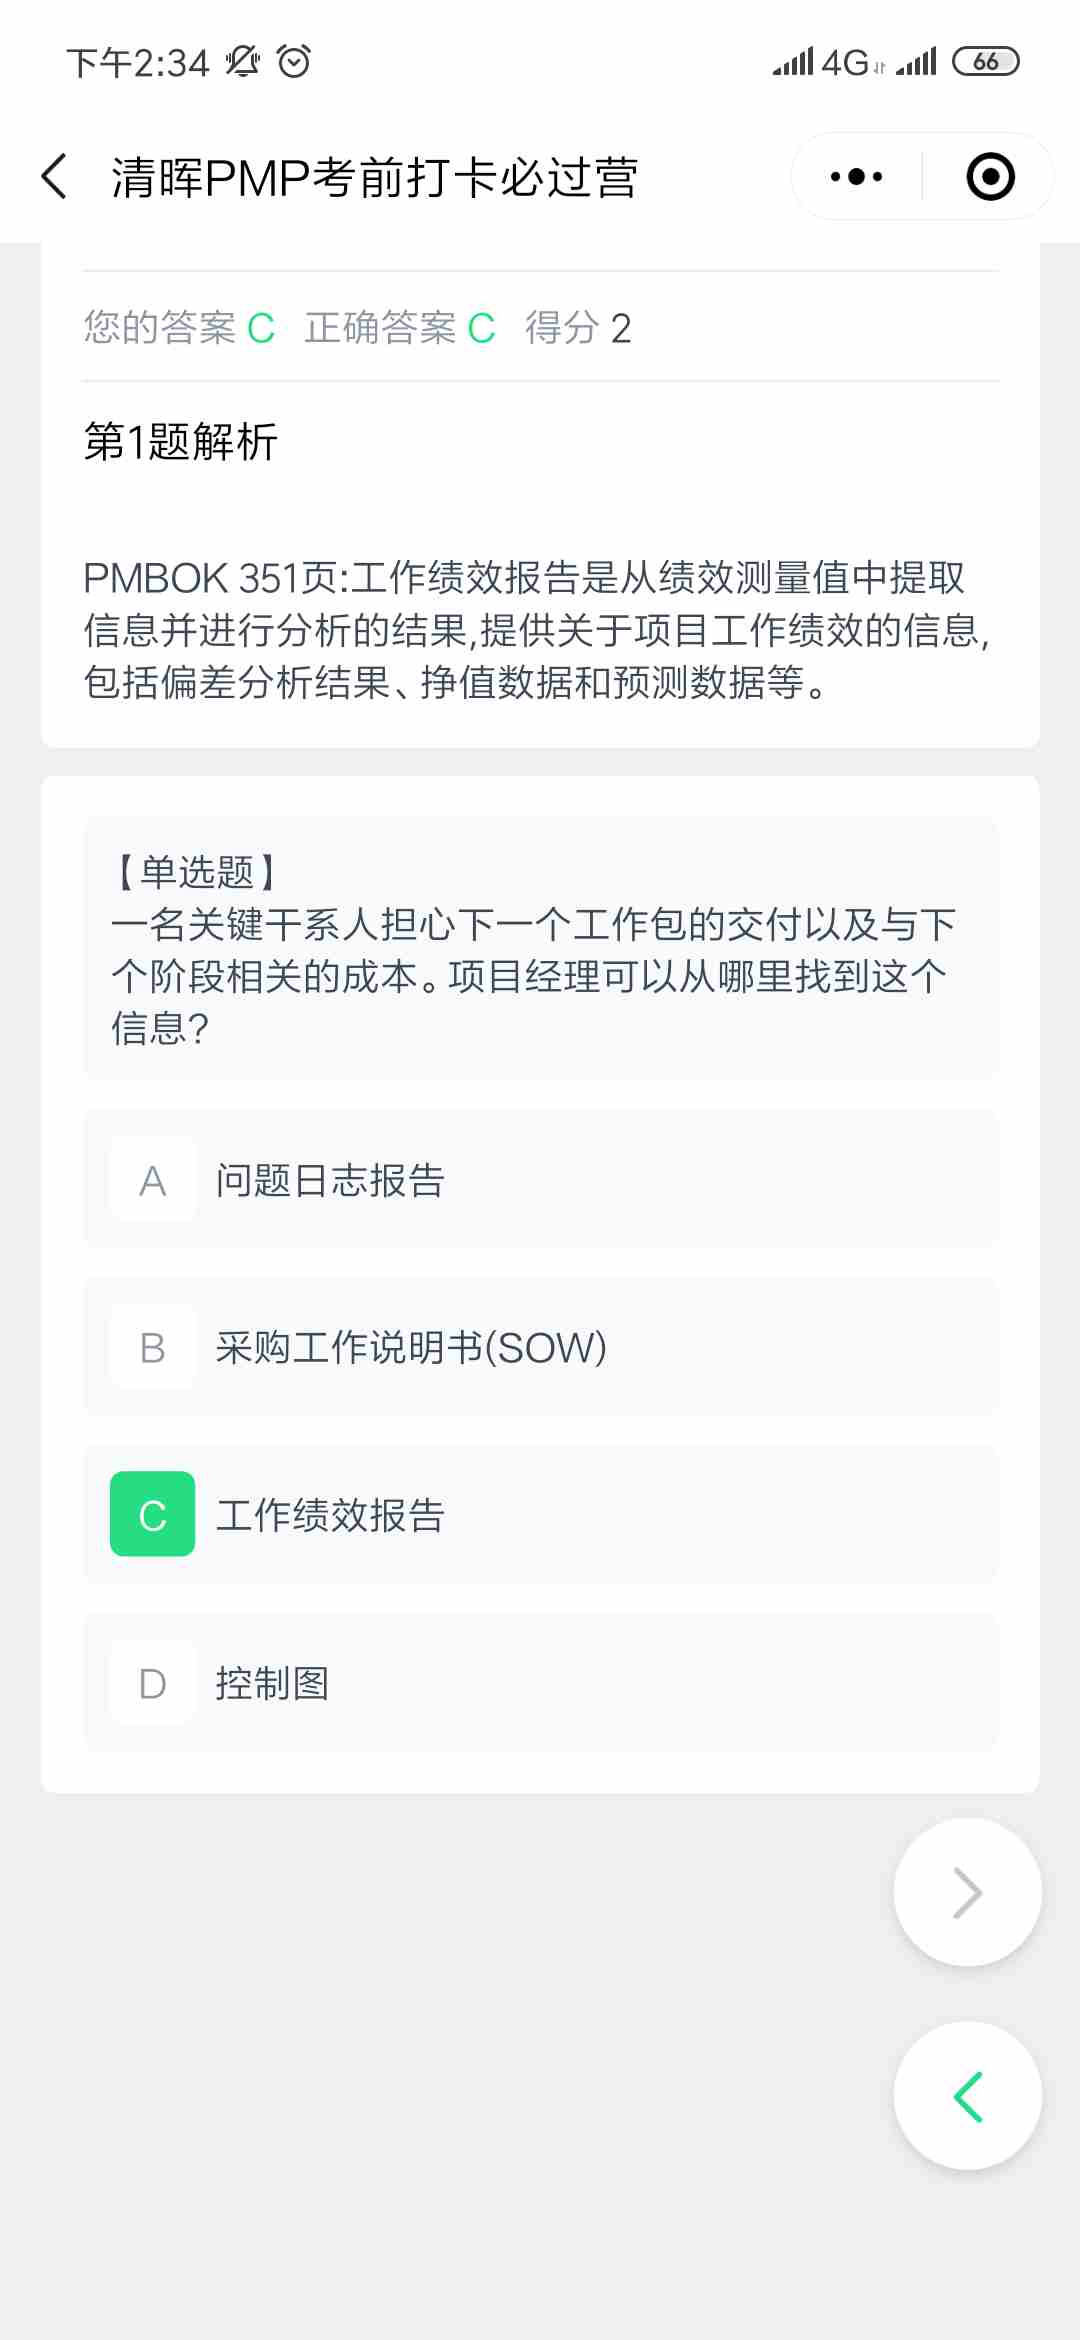 下午2:34
4G
66
清晖PMP考前打卡必过营
您的答案 C 正确答案 C 得分 2
第1题解析
PMBOK 351页:工作绩效报告是从绩效测量值中提取
信息并进行分析的结果,提供关于项目工作绩效的信息,
包括偏差分析结果、挣值数据和预测数据等。
【单选题】
一名关键干系人担心下一个工作包的交付以及与下
个阶段相关的成本。项目经理可以从哪里找到这个
信息?
A 问题日志报告
B 采购工作说明书(SOW)
C 工作绩效报告
D 控制图